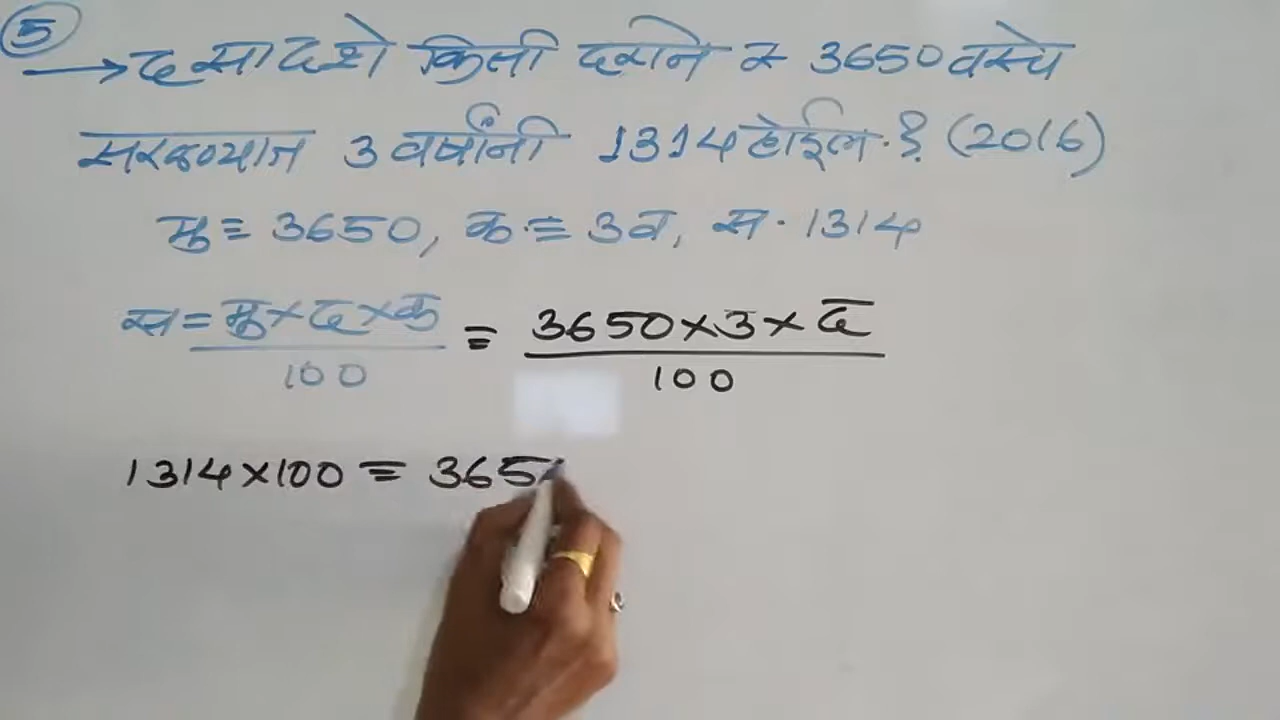 5
→ द सा द शे किती दराने रु 3650 वरचे
सरळव्याज 3 वर्षांनी 1314 होईल.? (2016)
मु = 3650, क.= 3व, स. 1314
स = मु×द×क / 100 = 3650×3×द / 100
1314×100 = 365